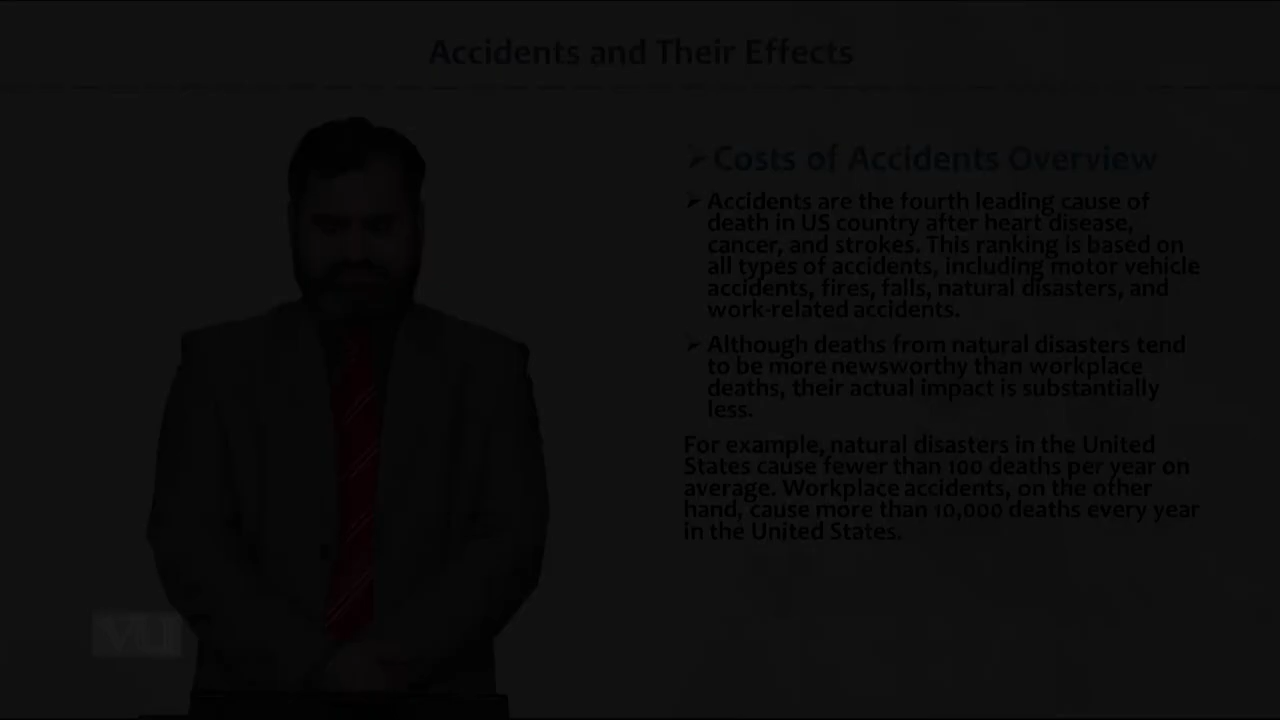 Accidents and Their Effects
➢ Costs of Accidents Overview
➢ Accidents are the fourth leading cause of
death in US country after heart disease,
cancer, and strokes. This ranking is based on
all types of accidents, including motor vehicle
accidents, fires, falls, natural disasters, and
work-related accidents.
➢ Although deaths from natural disasters tend
to be more newsworthy than workplace
deaths, their actual impact is substantially
less.
For example, natural disasters in the United
States cause fewer than 100 deaths per year on
average. Workplace accidents, on the other
hand, cause more than 10,000 deaths every year
in the United States.
VU